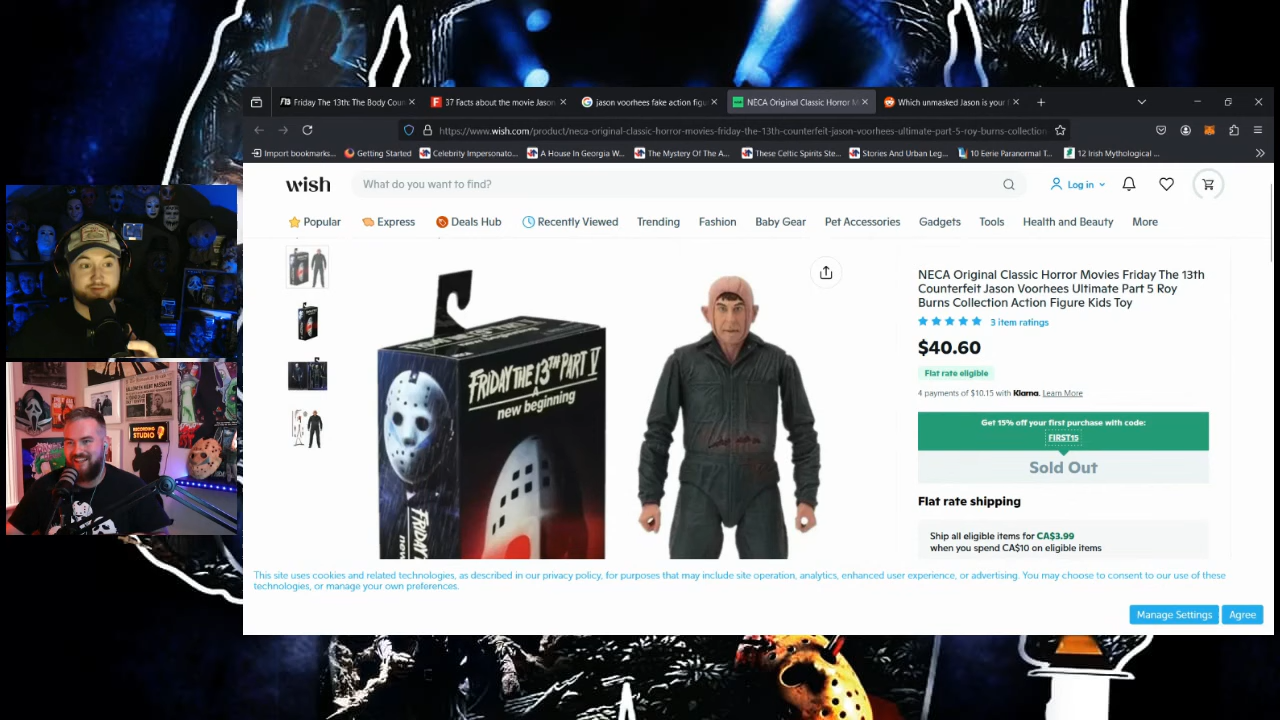 Friday The 13th: The Body Coun
37 Facts about the movie Jason
jason voorhees fake action figu
NECA Original Classic Horror M
Which unmasked Jason is your
https://www.wish.com/product/neca-original-classic-horror-movies-friday-the-13th-counterfeit-jason-voorhees-ultimate-part-5-roy-burns-collection
Import bookmarks...
Getting Started
Celebrity Impersonato...
A House In Georgia W...
The Mystery Of The A...
These Celtic Spirits Ste...
Stories And Urban Leg...
10 Eerie Paranormal T...
12 Irish Mythological ...
wish
What do you want to find?
Log in
Popular
Express
Deals Hub
Recently Viewed
Trending
Fashion
Baby Gear
Pet Accessories
Gadgets
Tools
Health and Beauty
More
FRIDAY THE 13TH PART V
A
new beginning
FRIDAY
NECA Original Classic Horror Movies Friday The 13th
Counterfeit Jason Voorhees Ultimate Part 5 Roy
Burns Collection Action Figure Kids Toy
3 item ratings
$40.60
Flat rate eligible
4 payments of $10.15 with Klarna. Learn More
Get 15% off your first purchase with code:
FIRST15
Sold Out
Flat rate shipping
Ship all eligible items for CA$3.99
when you spend CA$10 on eligible items
This site uses cookies and related technologies, as described in our privacy policy, for purposes that may include site operation, analytics, enhanced user experience, or advertising. You may choose to consent to our use of these
technologies, or manage your own preferences.
Manage Settings
Agree
RECORDING
STUDIO